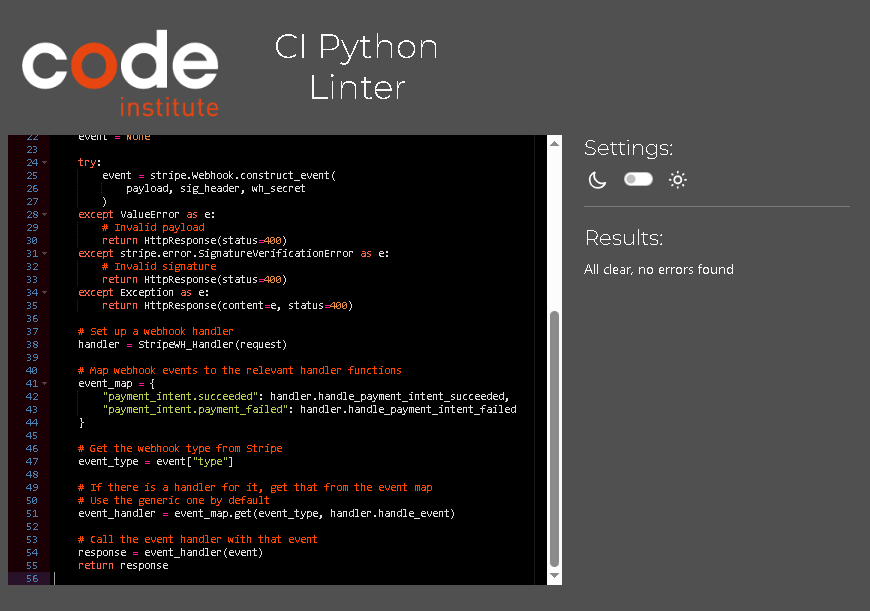 code
institute
CI Python
Linter
22 event = None
23
24 try:
25 event = stripe.Webhook.construct_event(
26 payload, sig_header, wh_secret
27 )
28 except ValueError as e:
29 # Invalid payload
30 return HttpResponse(status=400)
31 except stripe.error.SignatureVerificationError as e:
32 # Invalid signature
33 return HttpResponse(status=400)
34 except Exception as e:
35 return HttpResponse(content=e, status=400)
36
37 # Set up a webhook handler
38 handler = StripeWH_Handler(request)
39
40 # Map webhook events to the relevant handler functions
41 event_map = {
42 "payment_intent.succeeded": handler.handle_payment_intent_succeeded,
43 "payment_intent.payment_failed": handler.handle_payment_intent_failed
44 }
45
46 # Get the webhook type from Stripe
47 event_type = event["type"]
48
49 # If there is a handler for it, get that from the event map
50 # Use the generic one by default
51 event_handler = event_map.get(event_type, handler.handle_event)
52
53 # Call the event handler with that event
54 response = event_handler(event)
55 return response
56
Settings:
Results:
All clear, no errors found